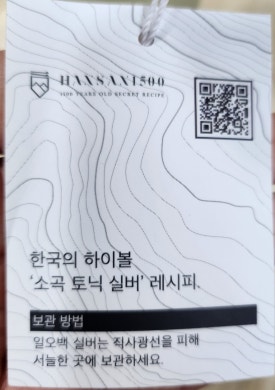 HANSAN1500
1500 YEARS OLD SECRET RECIPE
한국의 하이볼
‘소곡 토닉 실버’ 레시피.
보관 방법
일오백 실버는 직사광선을 피해
서늘한 곳에 보관하세요.